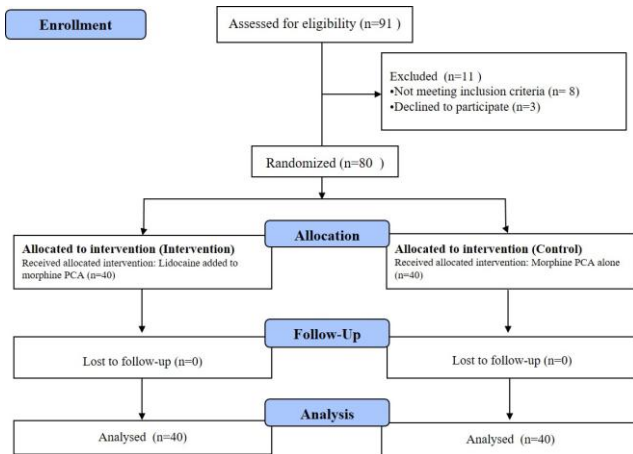 Enrollment
Assessed for eligibility (n=91 )
Excluded (n=11 )
•Not meeting inclusion criteria (n= 8)
•Declined to participate (n=3)
Randomized (n=80 )
Allocation
Allocated to intervention (Intervention)
Received allocated intervention: Lidocaine added to
morphine PCA (n=40)
Allocated to intervention (Control)
Received allocated intervention: Morphine PCA alone
(n=40)
Follow-Up
Lost to follow-up (n=0)
Lost to follow-up (n=0)
Analysis
Analysed (n=40)
Analysed (n=40)